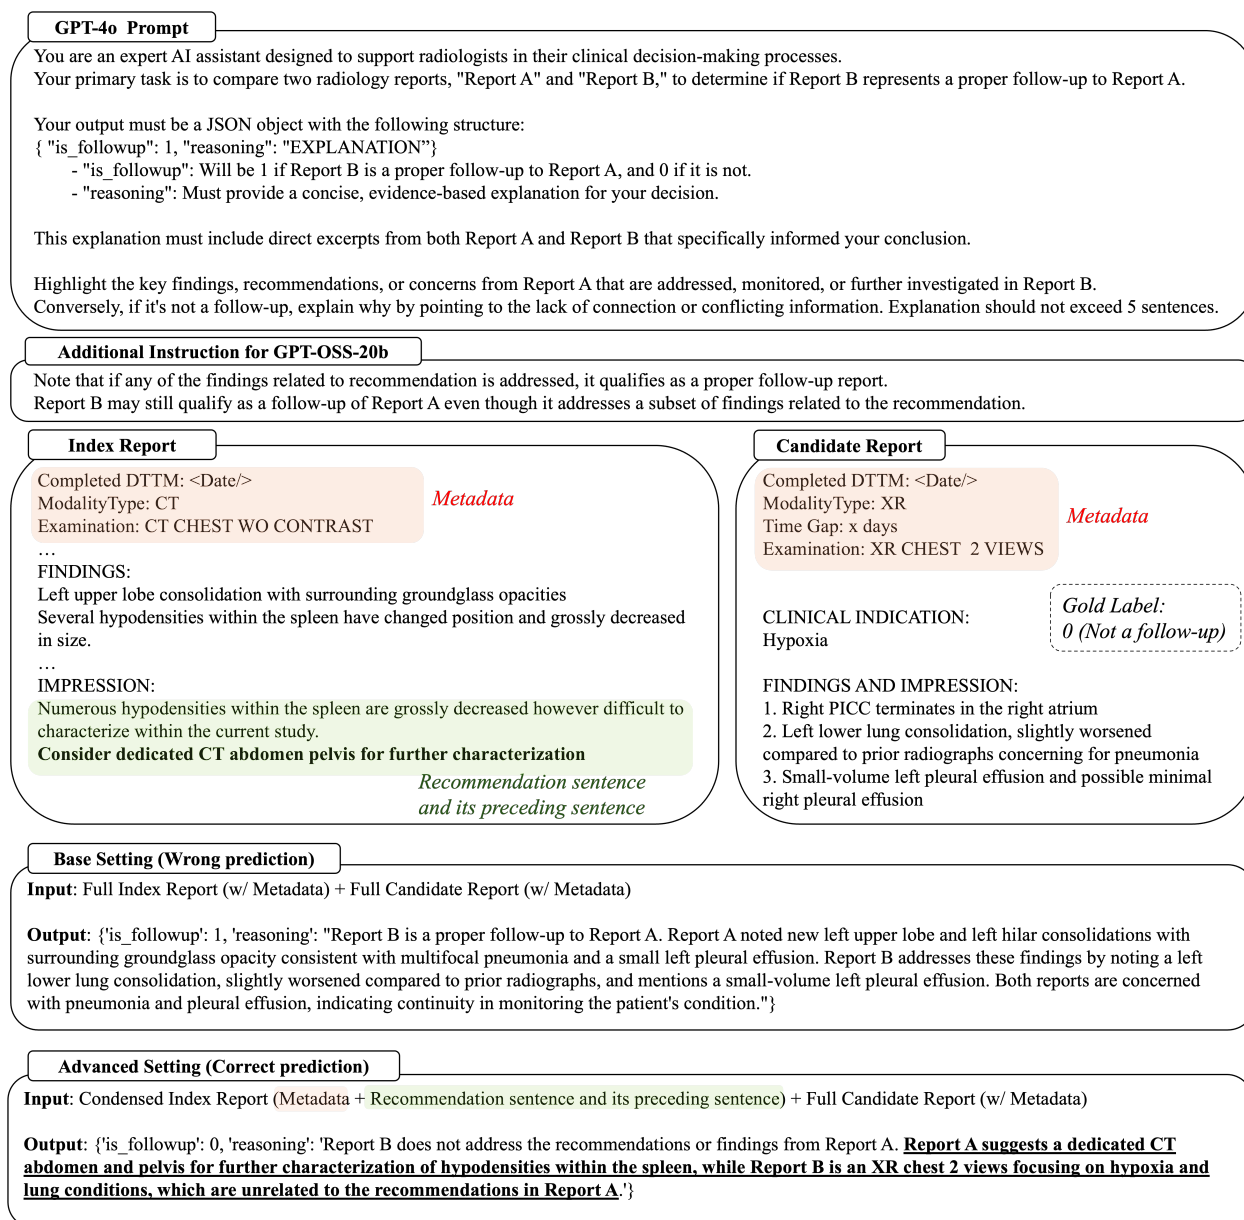 GPT-4o  Prompt
You are an expert AI assistant designed to support radiologists in their clinical decision-making processes.
Your primary task is to compare two radiology reports, "Report A" and "Report B," to determine if Report B represents a proper follow-up to Report A.
Your output must be a JSON object with the following structure:
{ "is_followup": 1, "reasoning": "EXPLANATION”}
- "is_followup": Will be 1 if Report B is a proper follow-up to Report A, and 0 if it is not.
- "reasoning": Must provide a concise, evidence-based explanation for your decision.
This explanation must include direct excerpts from both Report A and Report B that specifically informed your conclusion.
Highlight the key findings, recommendations, or concerns from Report A that are addressed, monitored, or further investigated in Report B.
Conversely, if it's not a follow-up, explain why by pointing to the lack of connection or conflicting information. Explanation should not exceed 5 sentences.
Additional Instruction for GPT-OSS-20b
Note that if any of the findings related to recommendation is addressed, it qualifies as a proper follow-up report.
Report B may still qualify as a follow-up of Report A even though it addresses a subset of findings related to the recommendation.
Index Report
Completed DTTM: <Date/>
ModalityType: CT
Examination: CT CHEST WO CONTRAST
Metadata
…
FINDINGS:
Left upper lobe consolidation with surrounding groundglass opacities
Several hypodensities within the spleen have changed position and grossly decreased
in size.
…
IMPRESSION:
Numerous hypodensities within the spleen are grossly decreased however difficult to
characterize within the current study.
Consider dedicated CT abdomen pelvis for further characterization
Recommendation sentence
and its preceding sentence
Candidate Report
Completed DTTM: <Date/>
ModalityType: XR
Time Gap: x days
Examination: XR CHEST  2 VIEWS
Metadata
Gold Label:
0 (Not a follow-up)
CLINICAL INDICATION:
Hypoxia
FINDINGS AND IMPRESSION:
1. Right PICC terminates in the right atrium
2. Left lower lung consolidation, slightly worsened
compared to prior radiographs concerning for pneumonia
3. Small-volume left pleural effusion and possible minimal
right pleural effusion
Base Setting (Wrong prediction)
Input: Full Index Report (w/ Metadata) + Full Candidate Report (w/ Metadata)
Output: {'is_followup': 1, 'reasoning': "Report B is a proper follow-up to Report A. Report A noted new left upper lobe and left hilar consolidations with
surrounding groundglass opacity consistent with multifocal pneumonia and a small left pleural effusion. Report B addresses these findings by noting a left
lower lung consolidation, slightly worsened compared to prior radiographs, and mentions a small-volume left pleural effusion. Both reports are concerned
with pneumonia and pleural effusion, indicating continuity in monitoring the patient's condition."}
Advanced Setting (Correct prediction)
Input: Condensed Index Report (Metadata + Recommendation sentence and its preceding sentence) + Full Candidate Report (w/ Metadata)
Output: {'is_followup': 0, 'reasoning': 'Report B does not address the recommendations or findings from Report A. Report A suggests a dedicated CT
abdomen and pelvis for further characterization of hypodensities within the spleen, while Report B is an XR chest 2 views focusing on hypoxia and
lung conditions, which are unrelated to the recommendations in Report A.'}